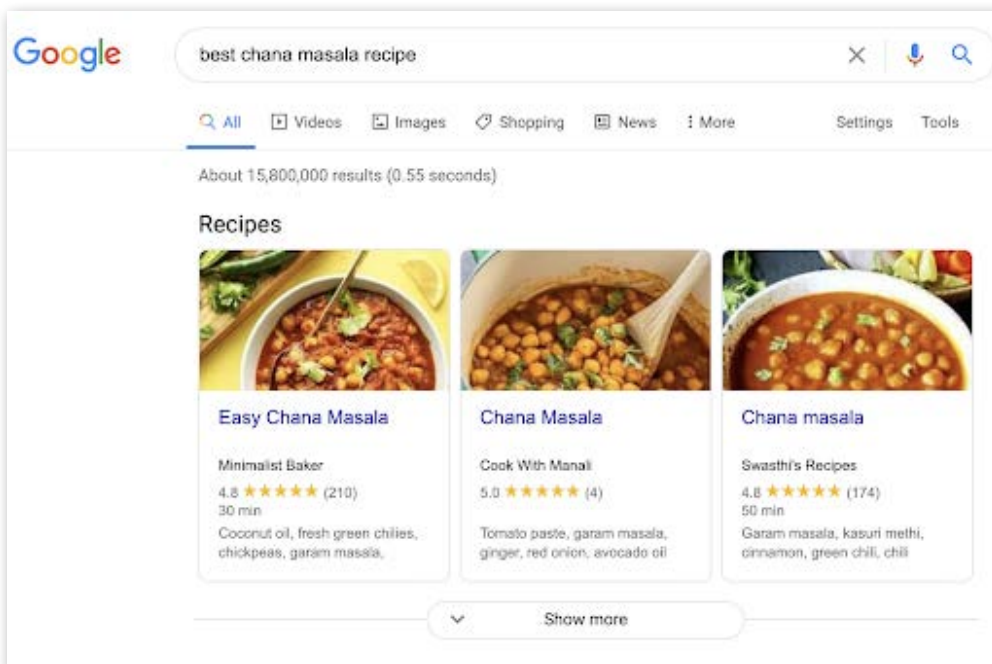 Google
best chana masala recipe
All Videos Images Shopping News More Settings Tools
About 15,800,000 results (0.55 seconds)
Recipes
Easy Chana Masala
Minimalist Baker
4.8 ★★★★★ (210)
30 min
Coconut oil, fresh green chilies,
chickpeas, garam masala,
Chana Masala
Cook With Manali
5.0 ★★★★★ (4)
Tomato paste, garam masala,
ginger, red onion, avocado oil
Chana masala
Swasthi's Recipes
4.8 ★★★★★ (174)
50 min
Garam masala, kasuri methi,
cinnamon, green chili, chili
Show more